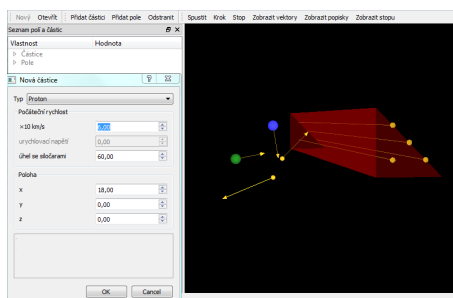 Nový Otevřít Přidat částici Přidat pole Odstranit Spustit Krok Stop Zobrazit vektory Zobrazit popisky Zobrazit stopu
Seznam polí a částic
Vlastnost Hodnota
Částice
Pole
Nová částice
Typ Proton
Počáteční rychlost
×10 km/s 6,00
urychlovací napětí 0,00
úhel se siločarami 60,00
Poloha
x 18,00
y 0,00
z 0,00
OK Cancel